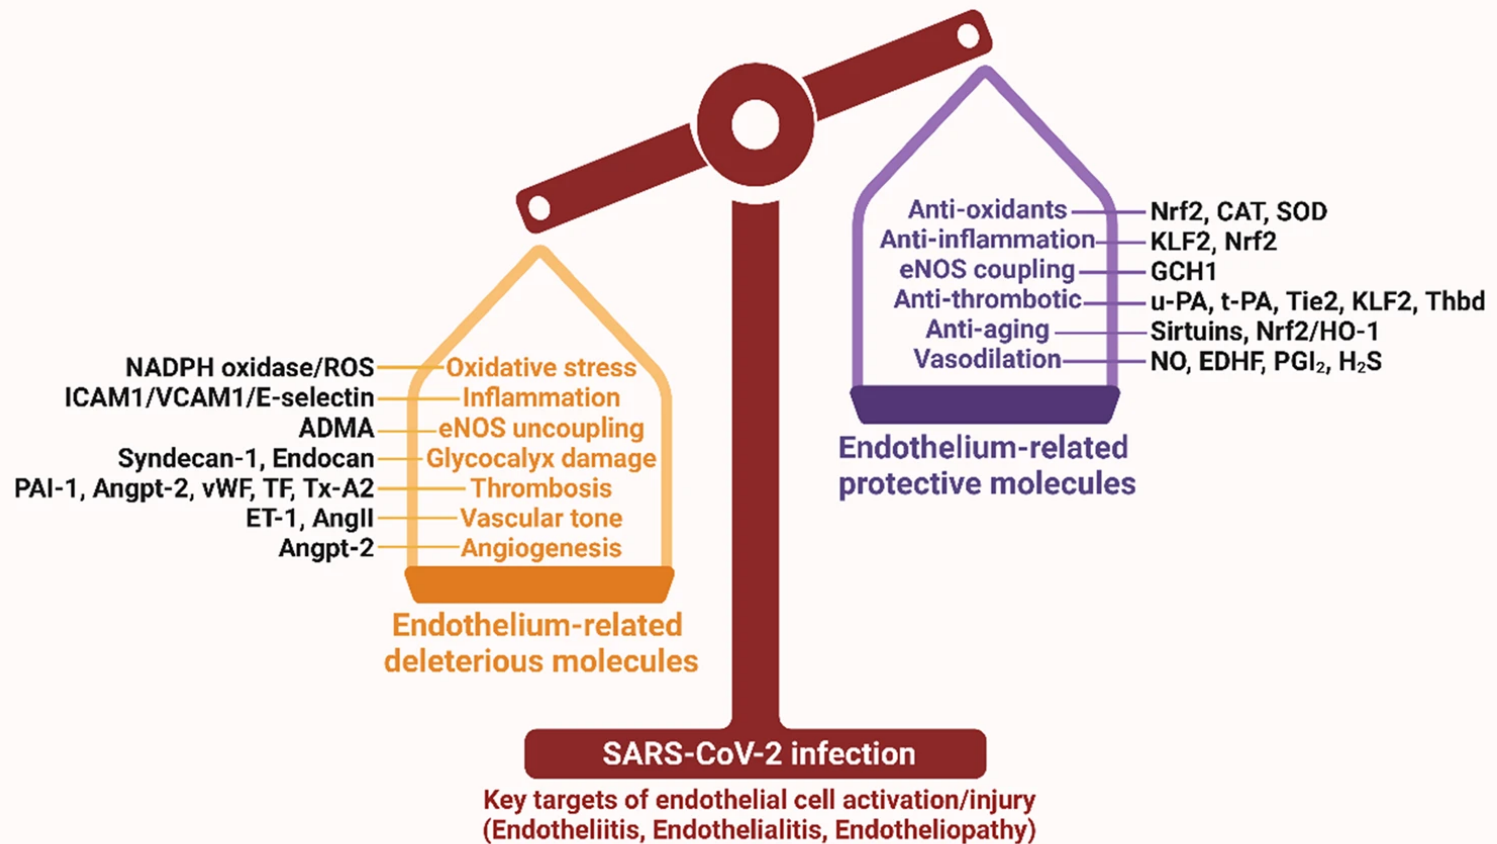 Anti-oxidants Nrf2, CAT, SOD
Anti-inflammation KLF2, Nrf2
eNOS coupling GCH1
Anti-thrombotic u-PA, t-PA, Tie2, KLF2, Thbd
Anti-aging Sirtuins, Nrf2/HO-1
Vasodilation NO, EDHF, PGI₂, H₂S
Endothelium-related
protective molecules
NADPH oxidase/ROS Oxidative stress
ICAM1/VCAM1/E-selectin Inflammation
ADMA eNOS uncoupling
Syndecan-1, Endocan Glycocalyx damage
PAI-1, Angpt-2, vWF, TF, Tx-A2 Thrombosis
ET-1, AngII Vascular tone
Angpt-2 Angiogenesis
Endothelium-related
deleterious molecules
SARS-CoV-2 infection
Key targets of endothelial cell activation/injury
(Endotheliitis, Endothelialitis, Endotheliopathy)